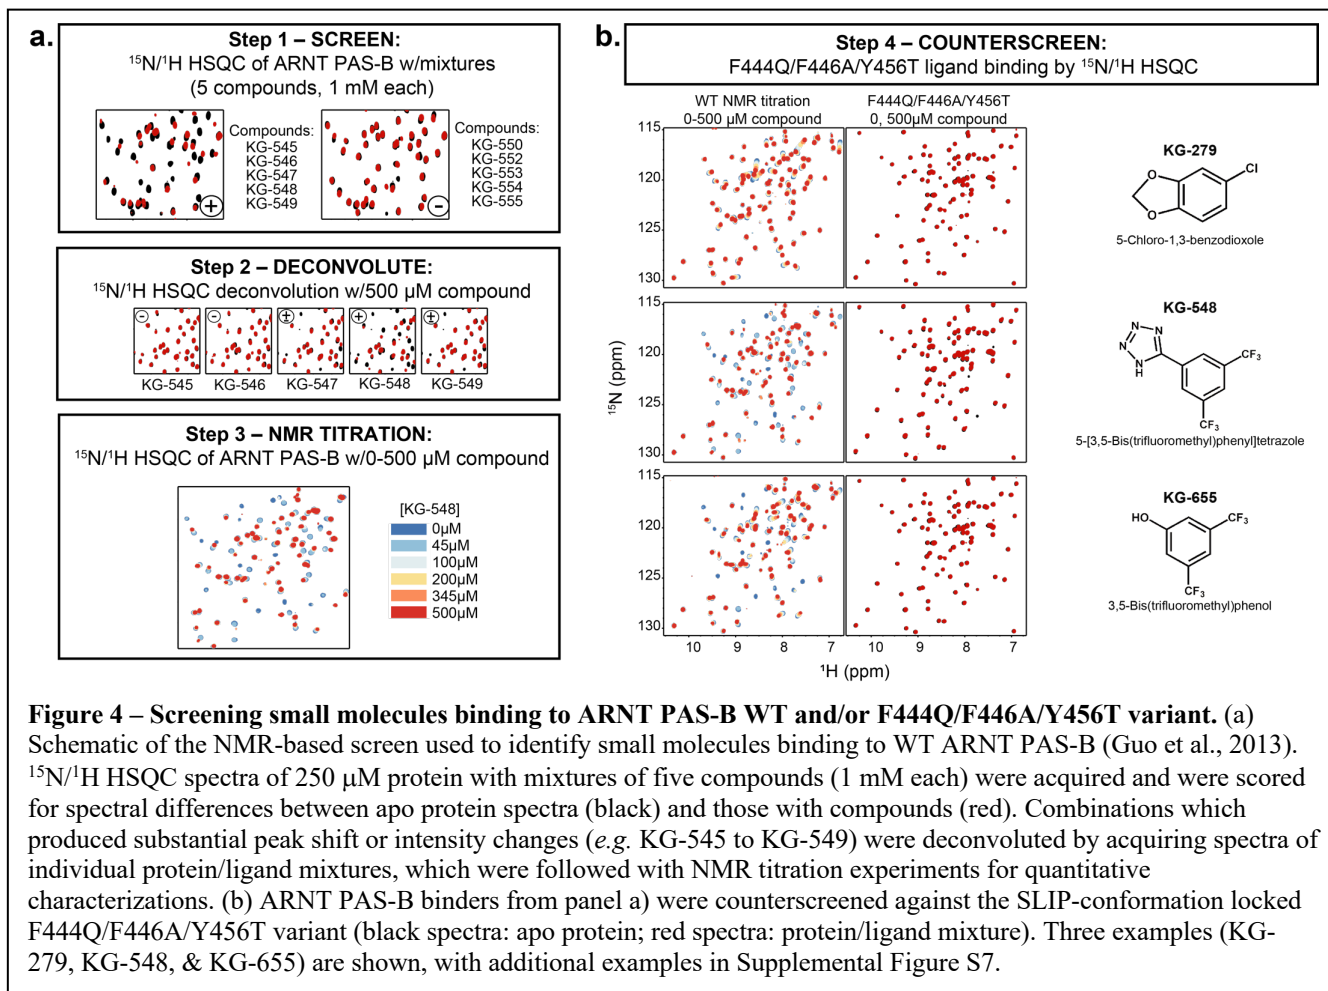 a.
Step 1 – SCREEN:
¹⁵N/¹H HSQC of ARNT PAS-B w/mixtures
(5 compounds, 1 mM each)
Compounds:
KG-545
KG-546
KG-547
KG-548
KG-549
+
Compounds:
KG-550
KG-552
KG-553
KG-554
KG-555
-
Step 2 – DECONVOLUTE:
¹⁵N/¹H HSQC deconvolution w/500 µM compound
- - ± + ±
KG-545 KG-546 KG-547 KG-548 KG-549
Step 3 – NMR TITRATION:
¹⁵N/¹H HSQC of ARNT PAS-B w/0-500 µM compound
[KG-548]
0µM
45µM
100µM
200µM
345µM
500µM
b.
Step 4 – COUNTERSCREEN:
F444Q/F446A/Y456T ligand binding by ¹⁵N/¹H HSQC
WT NMR titration
0-500 µM compound
F444Q/F446A/Y456T
0, 500µM compound
115
120
125
130
115
120
125
130
115
120
125
130
¹⁵N (ppm)
10 9 8 7 10 9 8 7
¹H (ppm)
KG-279
O
O
Cl
5-Chloro-1,3-benzodioxole
KG-548
N
N
N
N
H
CF₃
CF₃
5-[3,5-Bis(trifluoromethyl)phenyl]tetrazole
KG-655
HO
CF₃
CF₃
3,5-Bis(trifluoromethyl)phenol
Figure 4 – Screening small molecules binding to ARNT PAS-B WT and/or F444Q/F446A/Y456T variant. (a)
Schematic of the NMR-based screen used to identify small molecules binding to WT ARNT PAS-B (Guo et al., 2013).
¹⁵N/¹H HSQC spectra of 250 µM protein with mixtures of five compounds (1 mM each) were acquired and were scored
for spectral differences between apo protein spectra (black) and those with compounds (red). Combinations which
produced substantial peak shift or intensity changes (e.g. KG-545 to KG-549) were deconvoluted by acquiring spectra of
individual protein/ligand mixtures, which were followed with NMR titration experiments for quantitative
characterizations. (b) ARNT PAS-B binders from panel a) were counterscreened against the SLIP-conformation locked
F444Q/F446A/Y456T variant (black spectra: apo protein; red spectra: protein/ligand mixture). Three examples (KG-
279, KG-548, & KG-655) are shown, with additional examples in Supplemental Figure S7.